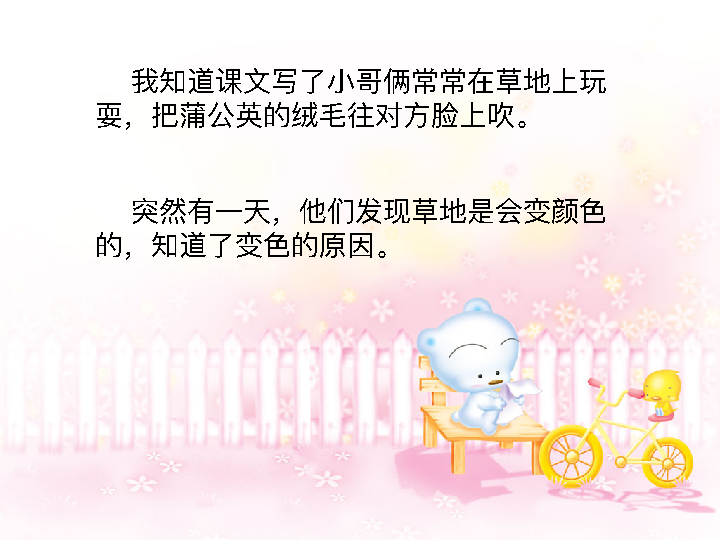 我知道课文写了小哥俩常常在草地上玩
耍，把蒲公英的绒毛往对方脸上吹。
突然有一天，他们发现草地是会变颜色
的，知道了变色的原因。